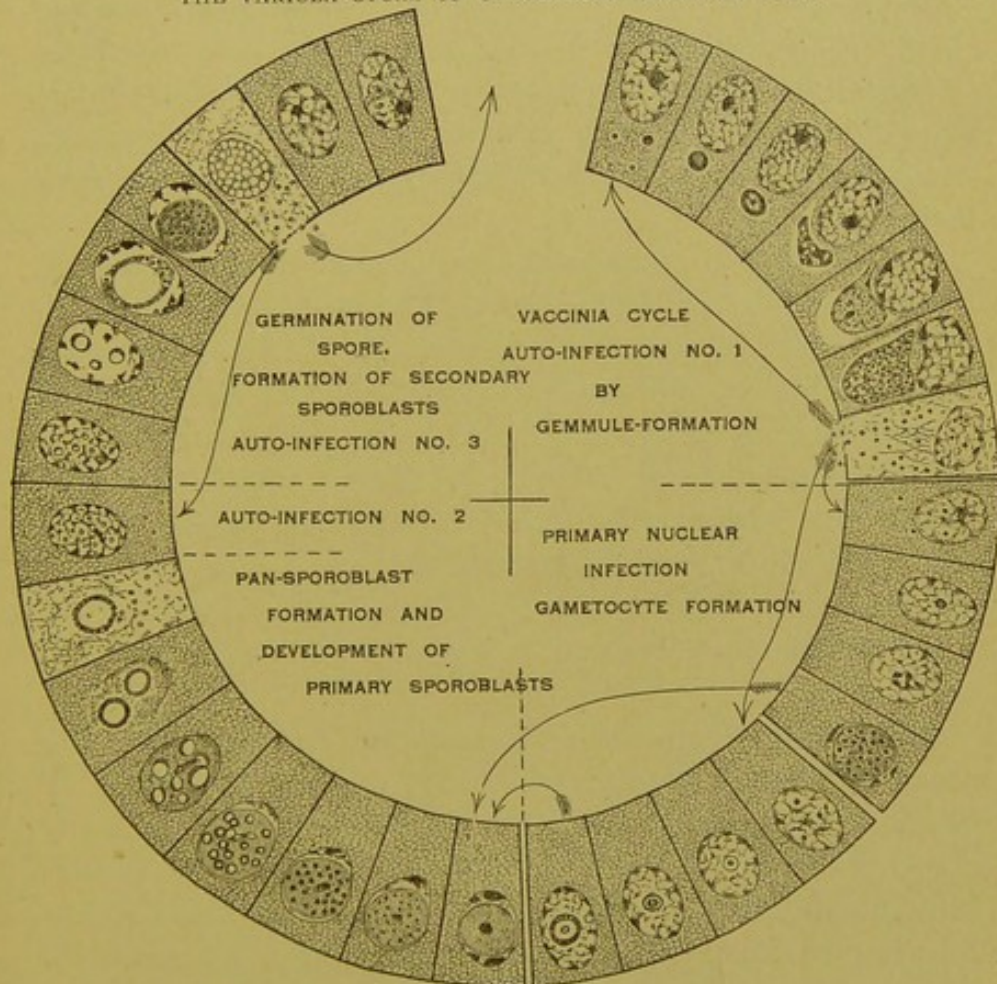 GERMINATION OF
SPORE.
FORMATION OF SECONDARY
SPOROBLASTS
AUTO-INFECTION NO. 3
VACCINIA CYCLE
AUTO-INFECTION NO. 1
BY
GEMMULE-FORMATION
AUTO-INFECTION NO. 2
PAN-SPOROBLAST
FORMATION AND
DEVELOPMENT OF
PRIMARY SPOROBLASTS
PRIMARY NUCLEAR
INFECTION
GAMETOCYTE FORMATION